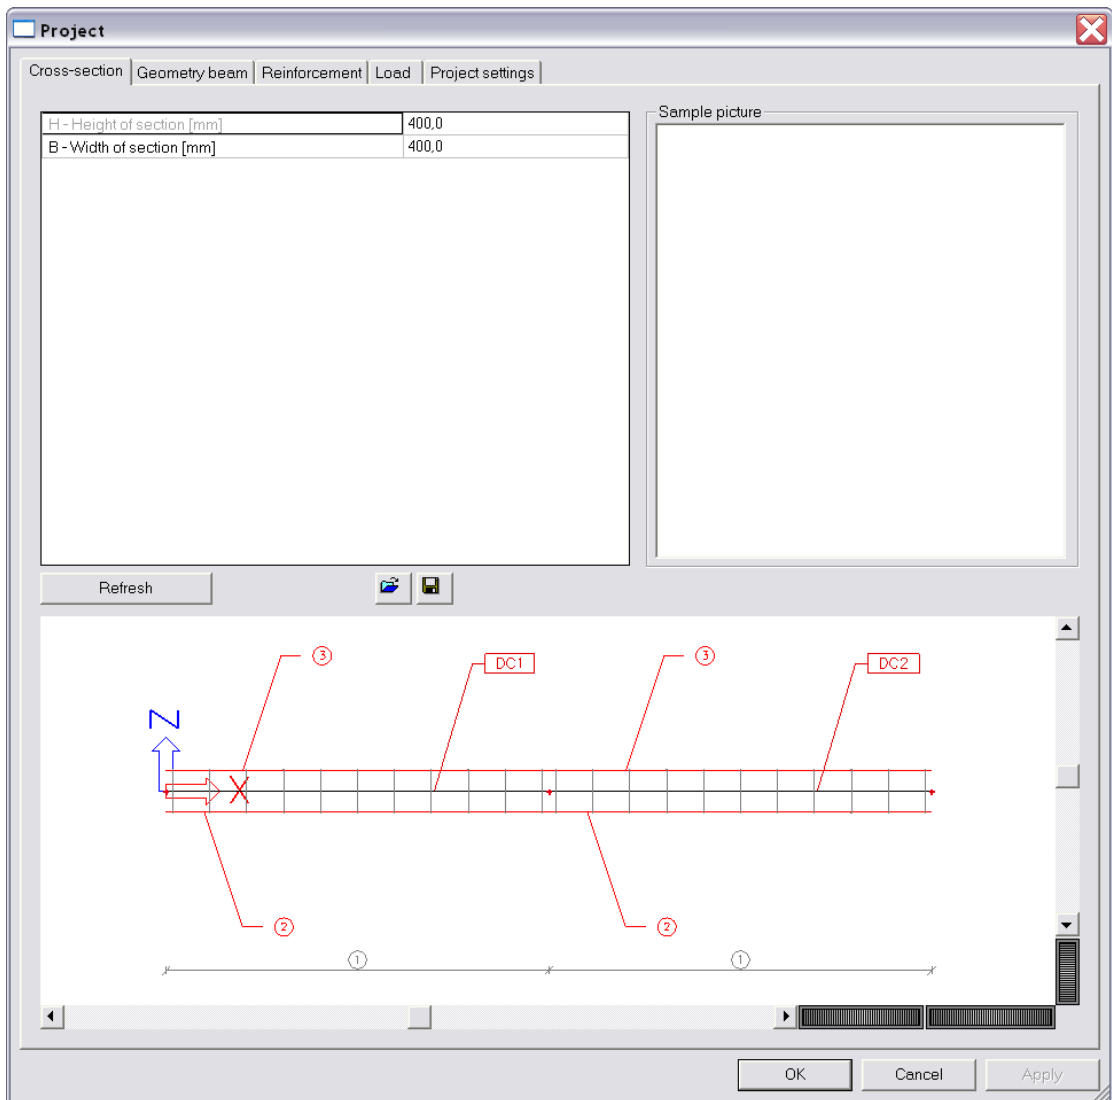 Project
Cross-section Geometry beam Reinforcement Load Project settings
H - Height of section [mm] 400,0
B - Width of section [mm] 400,0
Sample picture
Refresh
3 DC1 3 DC2
Z
X
2 2
1 1
OK Cancel Apply